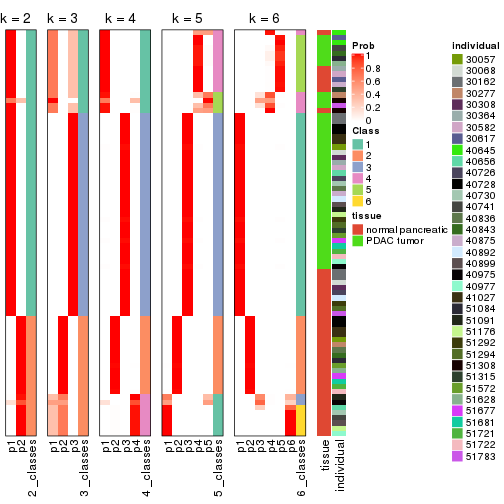 k = 2
k = 3
k = 4
k = 5
k = 6
p1
p2
2 _classes
p1
p2
p3
3 _classes
p1
p2
p3
p4
4 _classes
p1
p2
p3
p4
p5
5 _classes
p1
p2
p3
p4
p5
p6
6 _classes
tissue
individual
Prob
1
0.8
0.6
0.4
0.2
0
Class
1
2
3
4
5
6
tissue
normal pancreatic
PDAC tumor
individual
30057
30068
30162
30277
30308
30364
30582
30617
40645
40656
40726
40728
40730
40741
40836
40843
40875
40892
40899
40975
40977
41027
51084
51091
51176
51292
51294
51308
51315
51572
51628
51677
51681
51721
51722
51783